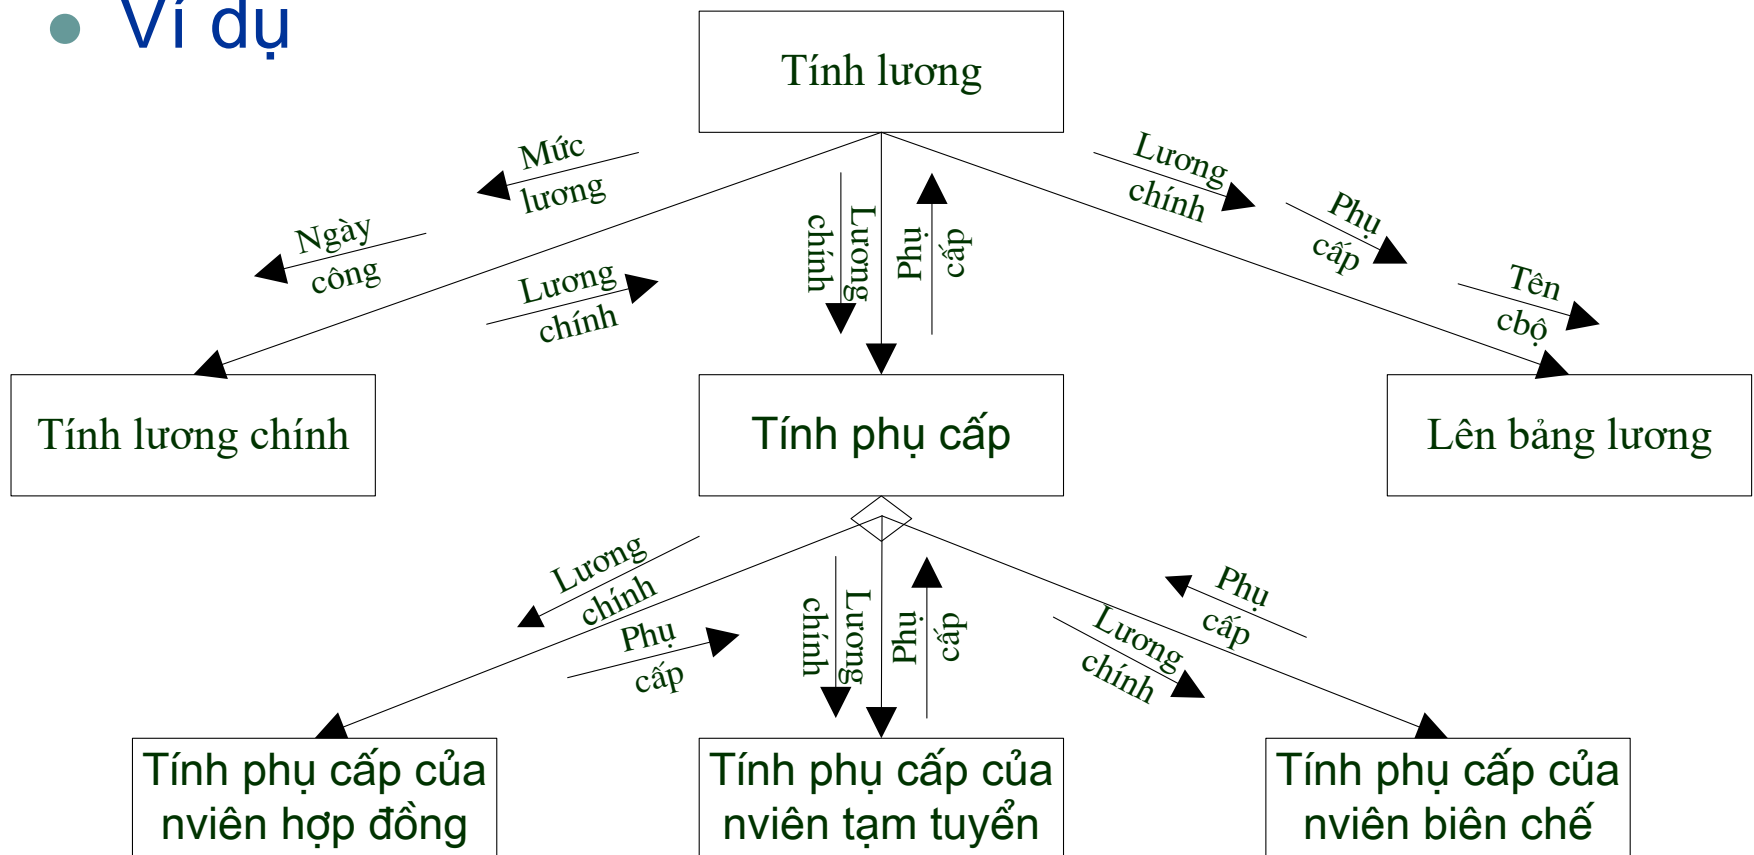 Ví dụ
Tính lương
Mức
lương
Ngày
công
Lương
chính
Lương
chính
Phụ
cấp
Lương
chính
Phụ
cấp
Tên
cbộ
Tính lương chính
Tính phụ cấp
Lên bảng lương
Lương
chính
Phụ
cấp
Lương
chính
Phụ
cấp
Lương
chính
Phụ
cấp
Tính phụ cấp của
nviên hợp đồng
Tính phụ cấp của
nviên tạm tuyển
Tính phụ cấp của
nviên biên chế